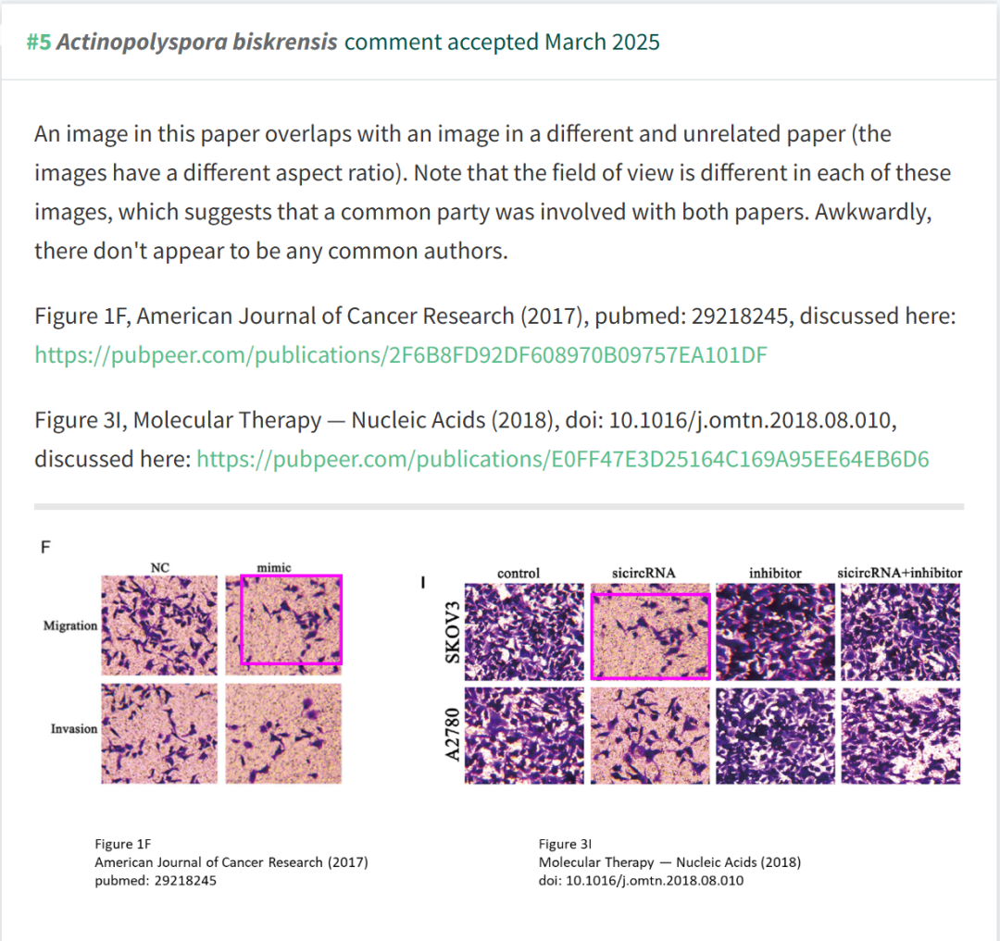 #5 Actinopolyspora biskrensis comment accepted March 2025
An image in this paper overlaps with an image in a different and unrelated paper (the
images have a different aspect ratio). Note that the field of view is different in each of these
images, which suggests that a common party was involved with both papers. Awkwardly,
there don't appear to be any common authors.
Figure 1F, American Journal of Cancer Research (2017), pubmed: 29218245, discussed here:
https://pubpeer.com/publications/2F6B8FD92DF608970B09757EA101DF
Figure 3I, Molecular Therapy — Nucleic Acids (2018), doi: 10.1016/j.omtn.2018.08.010,
discussed here: https://pubpeer.com/publications/E0FF47E3D25164C169A95EE64EB6D6
F
NC mimic
Migration
Invasion
I
control sicircRNA inhibitor sicircRNA+inhibitor
SKOV3
A2780
Figure 1F
American Journal of Cancer Research (2017)
pubmed: 29218245
Figure 3I
Molecular Therapy — Nucleic Acids (2018)
doi: 10.1016/j.omtn.2018.08.010